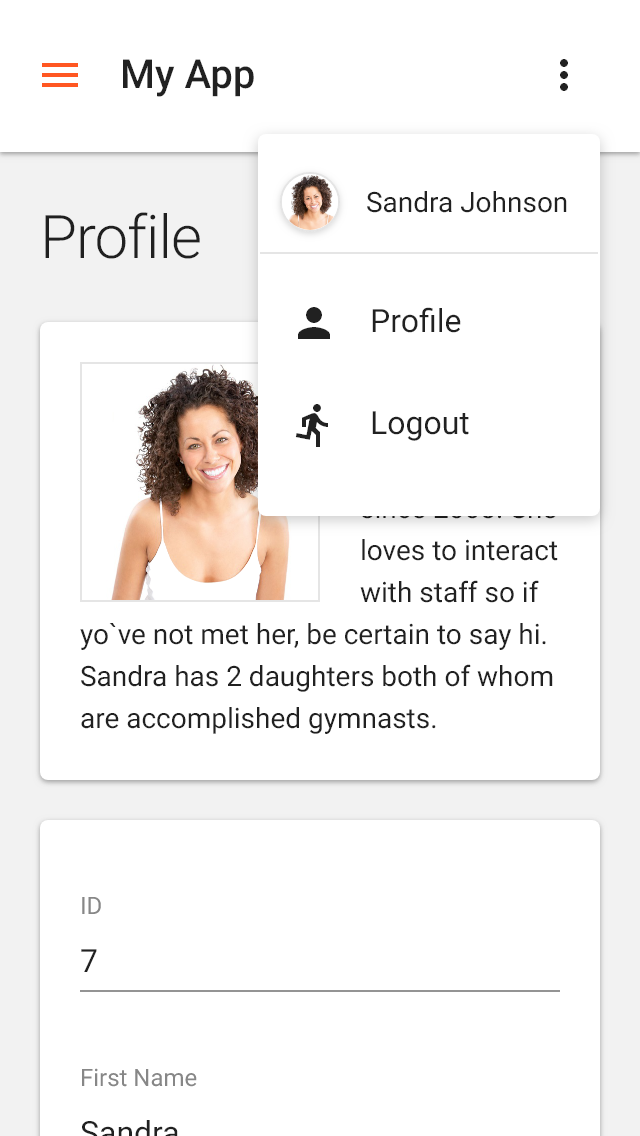 My App
Sandra Johnson
Profile
Profile
Logout
loves to interact
with staff so if
yo`ve not met her, be certain to say hi.
Sandra has 2 daughters both of whom
are accomplished gymnasts.
ID
7
First Name
Sandra